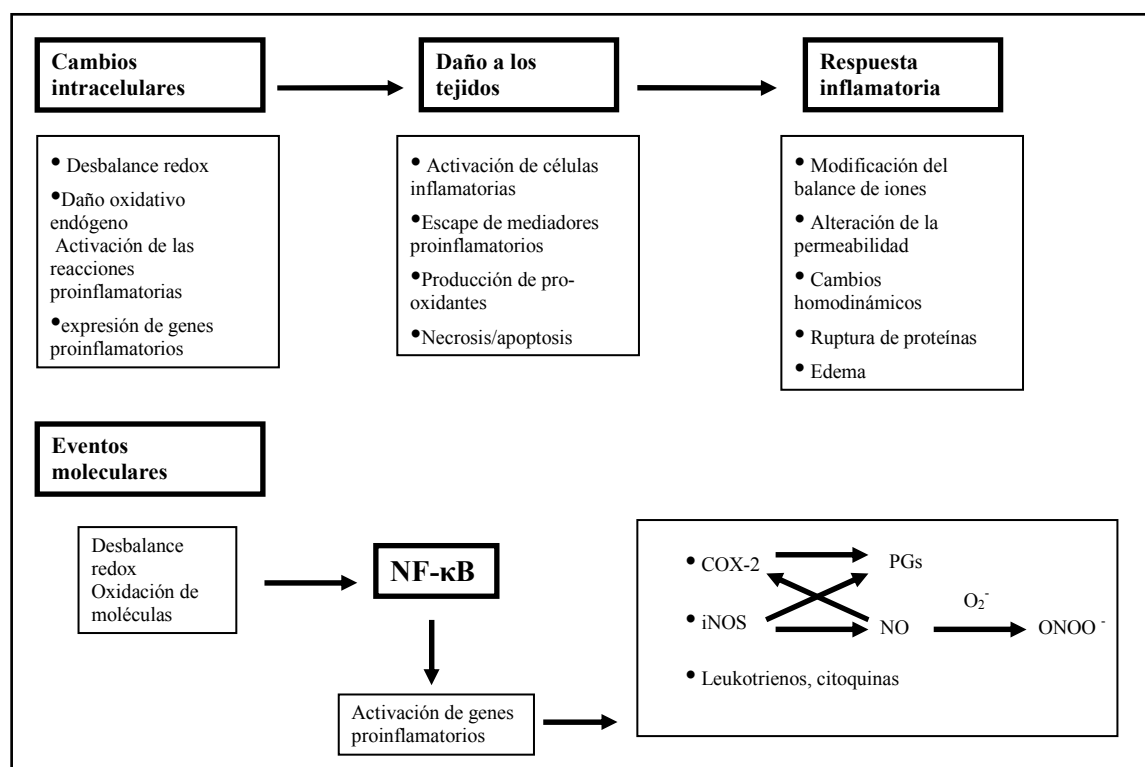 Cambios
intracelulares
Daño a los
tejidos
Respuesta
inflamatoria
• Desbalance redox
•Daño oxidativo
endógeno
Activación de las
reacciones
proinflamatorias
•expresión de genes
proinflamatorios
• Activación de células
inflamatorias
•Escape de mediadores
proinflamatorios
•Producción de pro-
oxidantes
•Necrosis/apoptosis
• Modificación del
balance de iones
• Alteración de la
permeabilidad
• Cambios
homodinámicos
• Ruptura de proteínas
• Edema
Eventos
moleculares
Desbalance
redox
Oxidación de
moléculas
NF-κB
Activación de genes
proinflamatorios
• COX-2 PGs
O₂⁻
• iNOS NO ONOO ⁻
• Leukotrienos, citoquinas